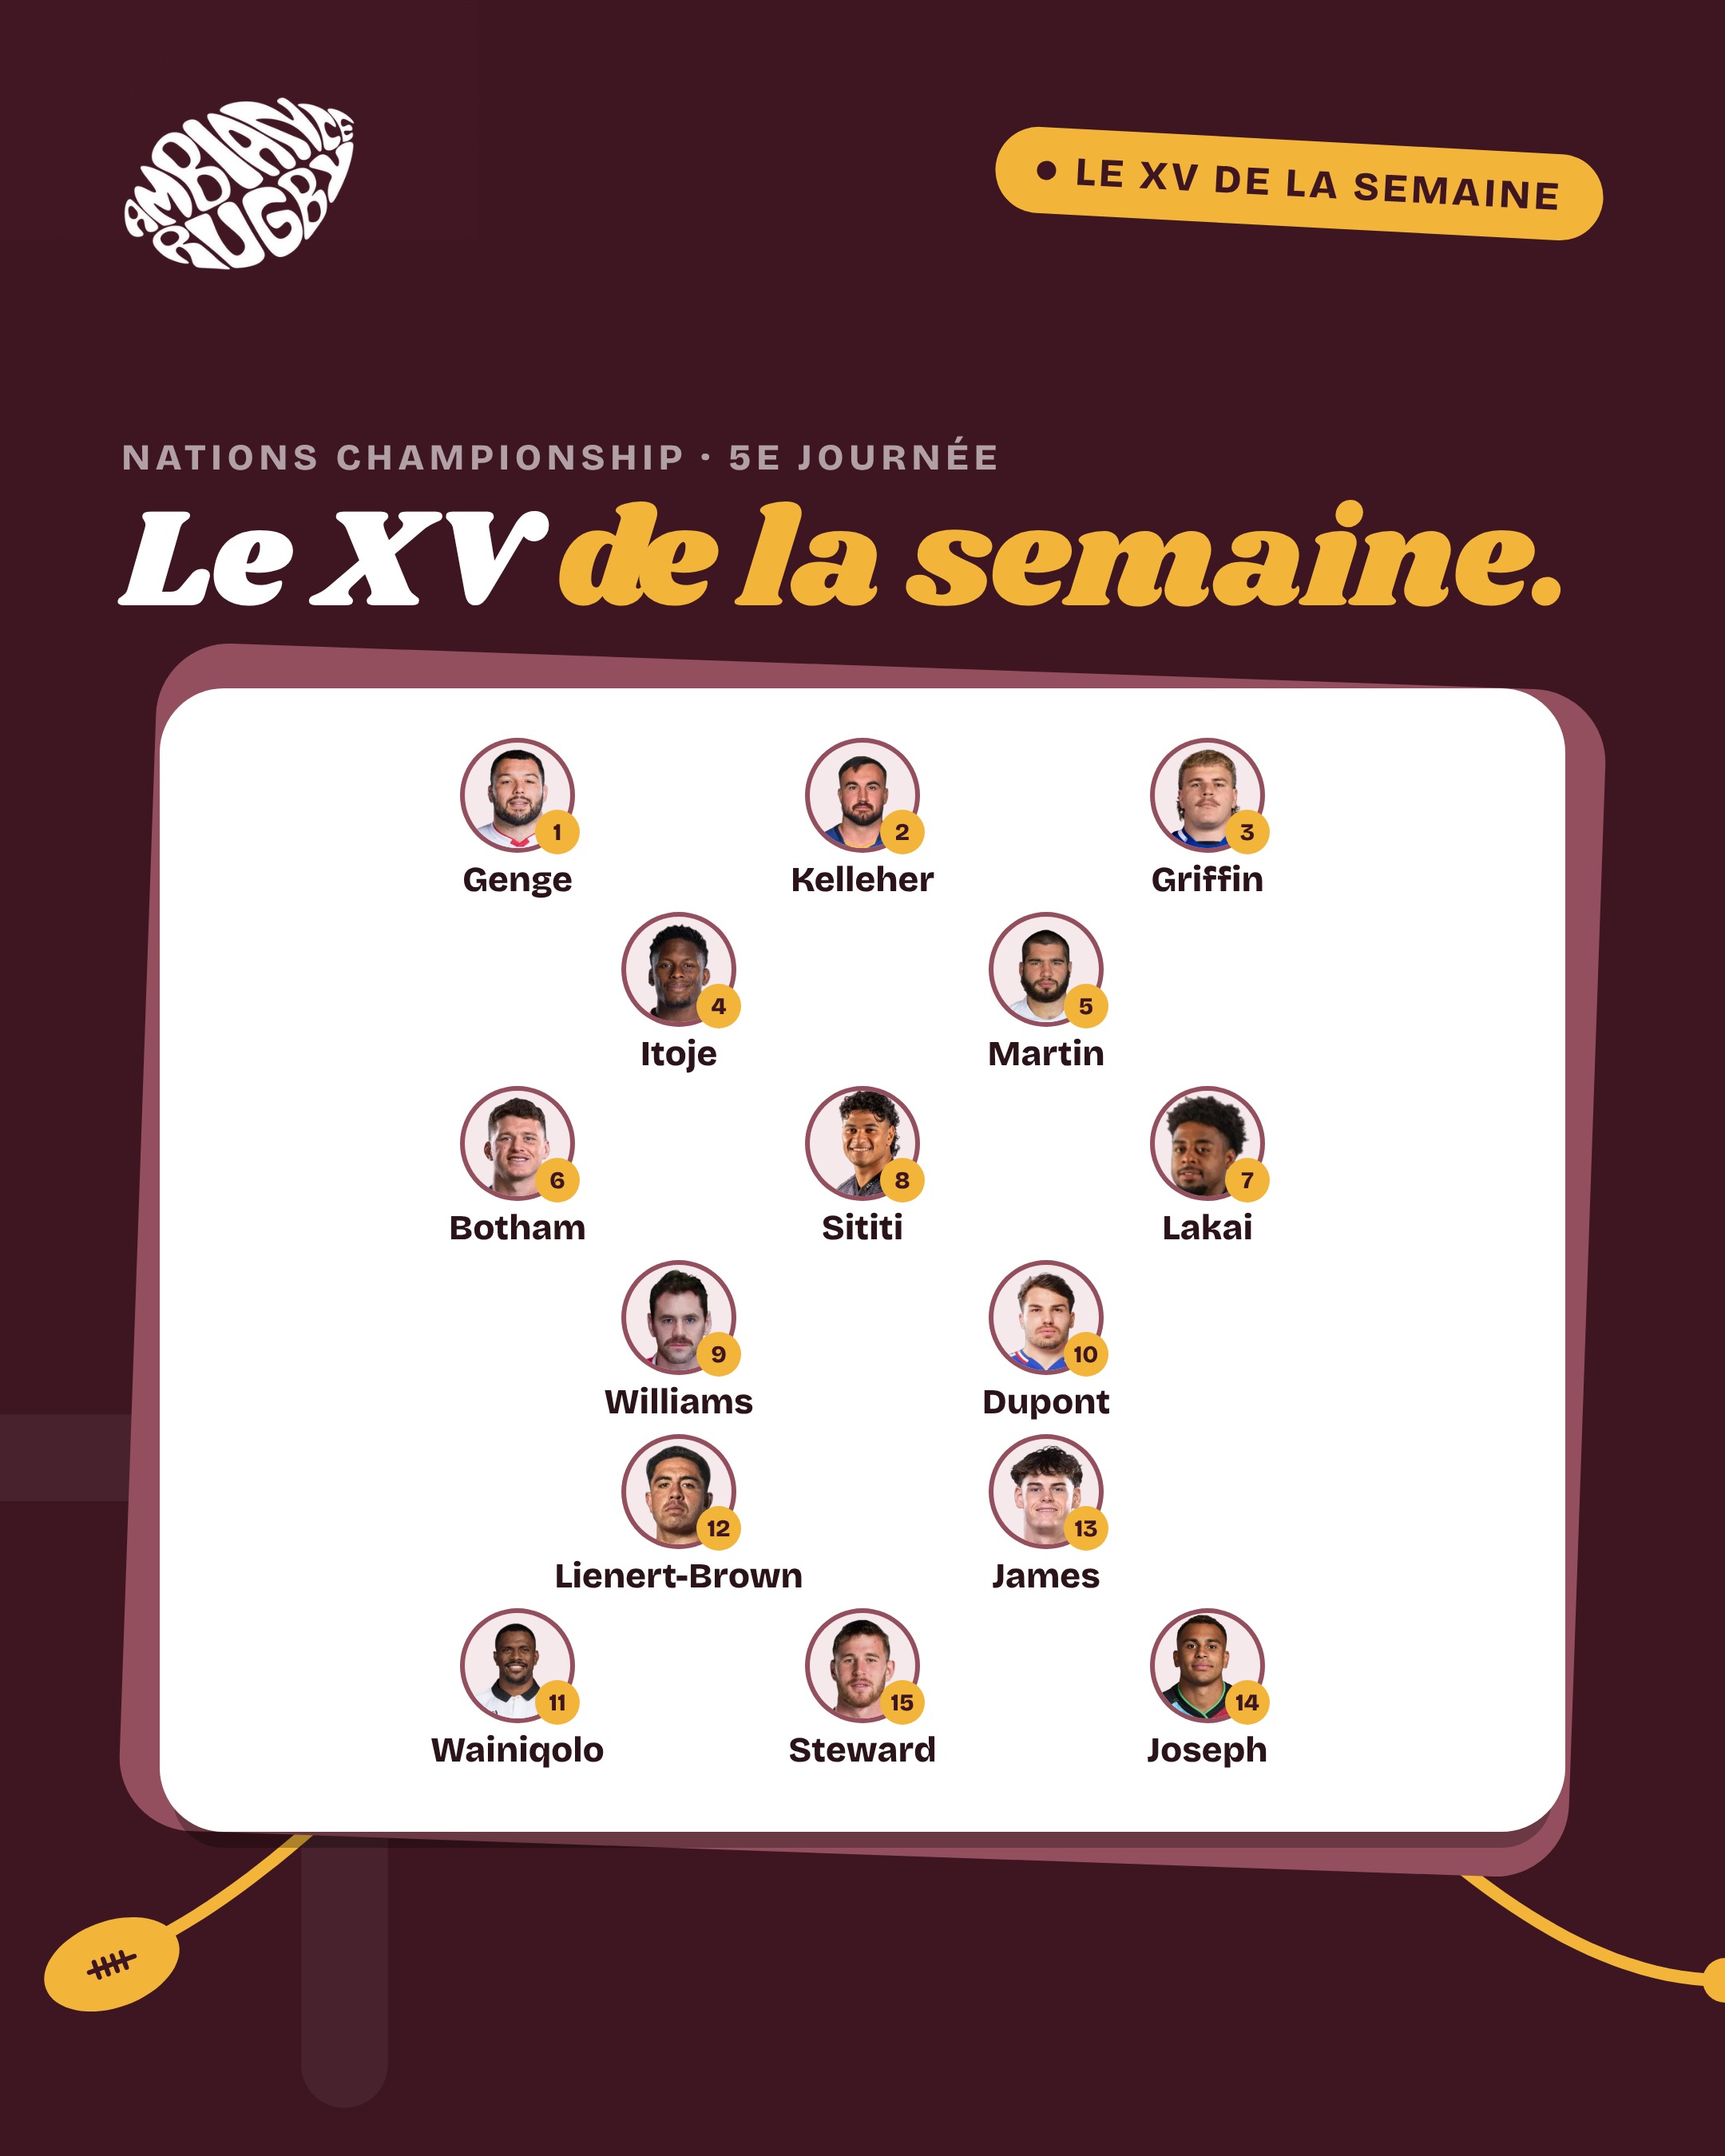 AMBIANCE
RUGBY
• LE XV DE LA SEMAINE
NATIONS CHAMPIONSHIP · 5E JOURNÉE
Le XV de la semaine.
1 2 3
Genge Kelleher Griffin
4 5
Itoje Martin
6 8 7
Botham Sititi Lakai
9 10
Williams Dupont
12 13
Lienert-Brown James
11 15 14
Wainiqolo Steward Joseph